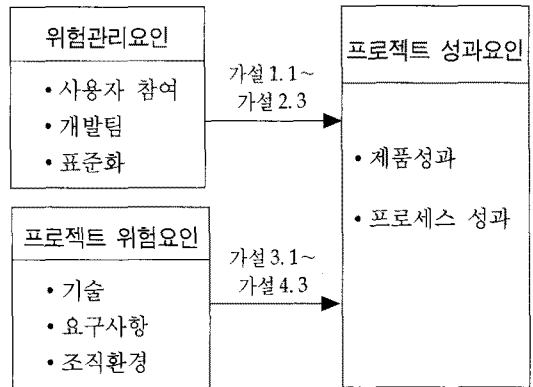 위험관리요인
• 사용자 참여
• 개발팀
• 표준화
가설1.1~
가설2.3
프로젝트 성과요인
• 제품성과
• 프로세스 성과
프로젝트 위험요인
• 기술
• 요구사항
• 조직환경
가설3.1~
가설4.3